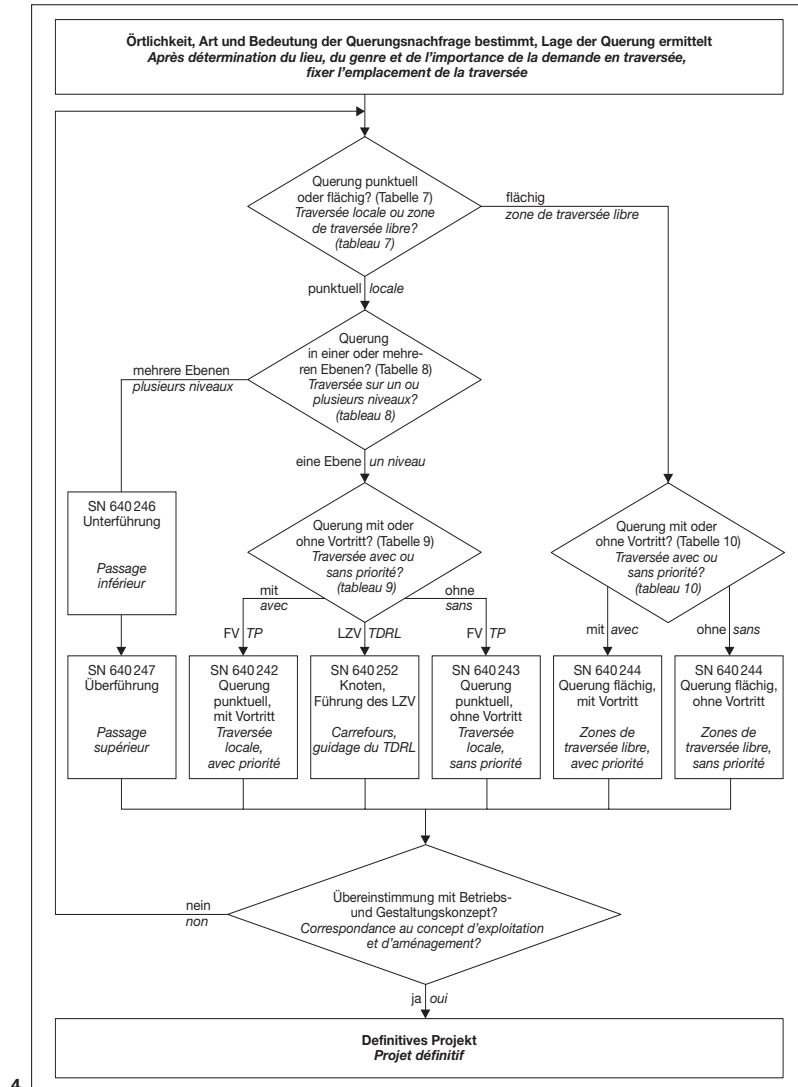 Örtlichkeit, Art und Bedeutung der Querungsnachfrage bestimmt, Lage der Querung ermittelt
Après détermination du lieu, du genre et de l'importance de la demande en traversée,
fixer l'emplacement de la traversée
Querung punktuell
oder flächig? (Tabelle 7)
Traversée locale ou zone
de traversée libre?
(tableau 7)
flächig
zone de traversée libre
punktuell locale
Querung
in einer oder mehre-
ren Ebenen? (Tabelle 8)
Traversée sur un ou
plusieurs niveaux?
(tableau 8)
mehrere Ebenen
plusieurs niveaux
eine Ebene un niveau
SN 640 246
Unterführung
Passage
inférieur
Querung mit oder
ohne Vortritt? (Tabelle 9)
Traversée avec ou
sans priorité?
(tableau 9)
Querung mit oder
ohne Vortritt? (Tabelle 10)
Traversée avec ou
sans priorité?
(tableau 10)
mit
avec
ohne
sans
FV TP
LZV TDRL
FV TP
mit avec
ohne sans
SN 640 247
Überführung
Passage
supérieur
SN 640 242
Querung
punktuell,
mit Vortritt
Traversée
locale,
avec priorité
SN 640 252
Knoten,
Führung des LZV
Carrefours,
guidage du TDRL
SN 640 243
Querung
punktuell,
ohne Vortritt
Traversée
locale,
sans priorité
SN 640 244
Querung flächig,
mit Vortritt
Zones de
traversée libre,
avec priorité
SN 640 244
Querung flächig,
ohne Vortritt
Zones de
traversée libre,
sans priorité
nein
non
Übereinstimmung mit Betriebs-
und Gestaltungskonzept?
Correspondance au concept d'exploitation
et d'aménagement?
ja oui
Definitives Projekt
Projet définitif
4